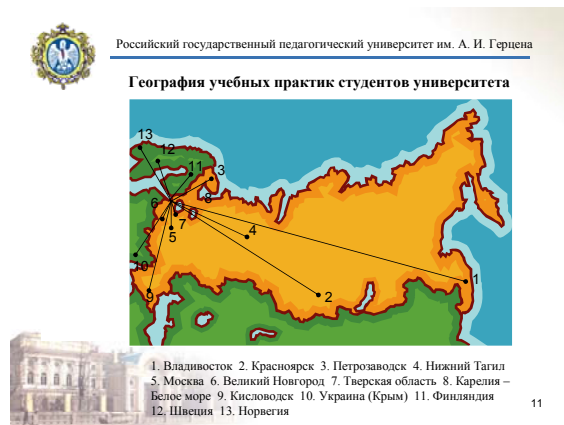 Российский государственный педагогический университет им. А. И. Герцена
География учебных практик студентов университета
13
12
11
3
8
6
9
7
5
4
10
9
2
1
1. Владивосток 2. Красноярск 3. Петрозаводск 4. Нижний Тагил
5. Москва 6. Великий Новгород 7. Тверская область 8. Карелия –
Белое море 9. Кисловодск 10. Украина (Крым) 11. Финляндия
12. Швеция 13. Норвегия
11